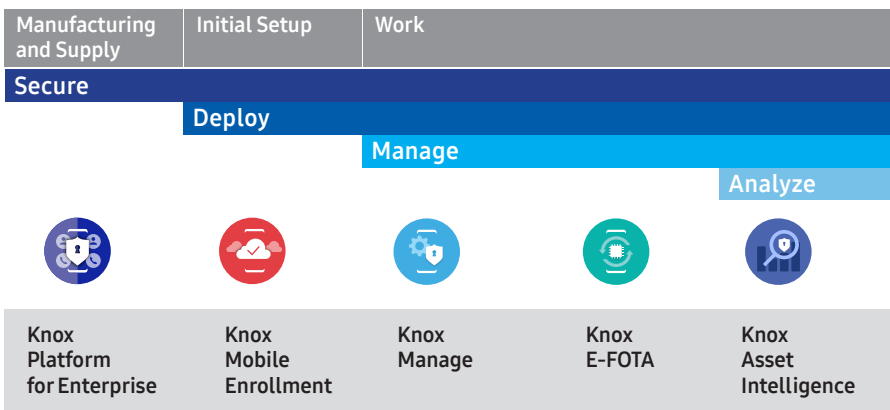 Manufacturing
and Supply
Initial Setup
Work
Secure
Deploy
Manage
Analyze
Knox
Platform
for Enterprise
Knox
Mobile
Enrollment
Knox
Manage
Knox
E-FOTA
Knox
Asset
Intelligence